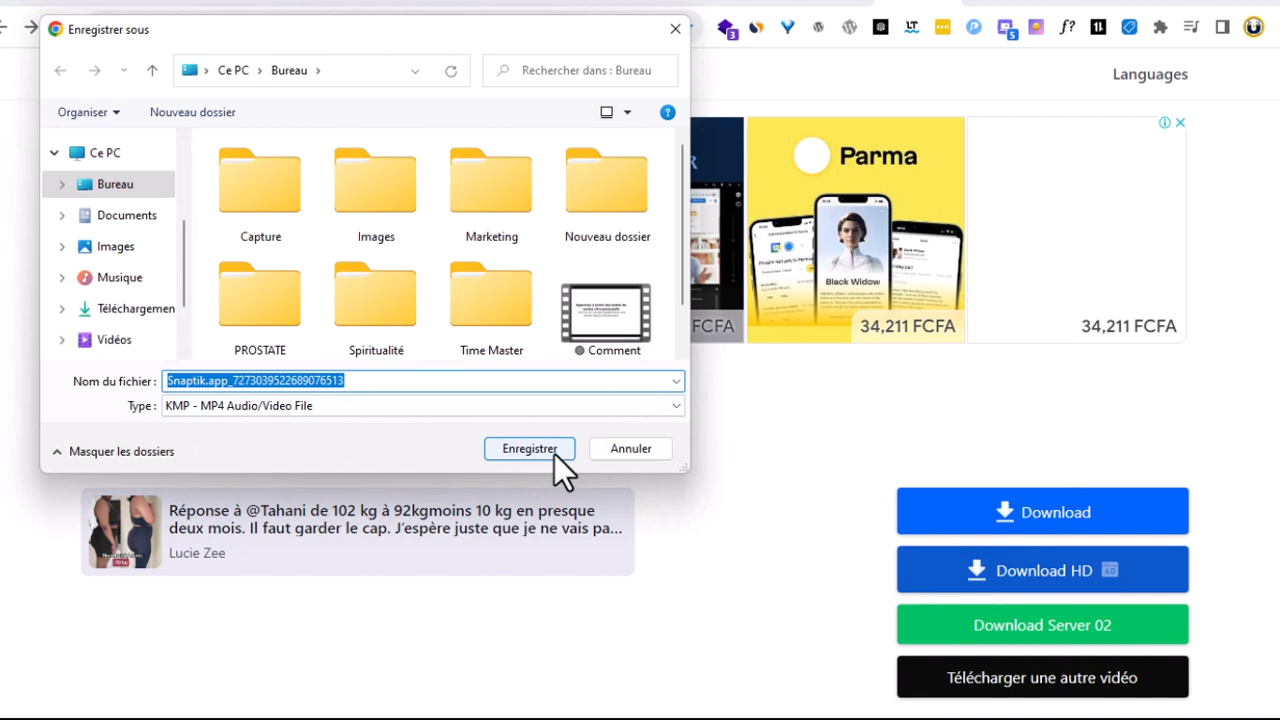 Enregistrer sous
Ce PC > Bureau >
Rechercher dans : Bureau
Organiser
Nouveau dossier
Ce PC
Bureau
Documents
Images
Musique
Téléchargemen
Vidéos
Capture
Images
Marketing
Nouveau dossier
PROSTATE
Spiritualité
Time Master
Comment
Nom du fichier :
Snaptik.app_7273039522689076513
Type :
KMP - MP4 Audio/Video File
Masquer les dossiers
Enregistrer
Annuler
3
LT
5
f?
Languages
R
FCFA
Parma
Black Widow
34,211 FCFA
34,211 FCFA
Réponse à @Tahani de 102 kg à 92kgmoins 10 kg en presque
deux mois. Il faut garder le cap. J'espère juste que je ne vais pa...
Lucie Zee
Download
Download HD AD
Download Server 02
Télécharger une autre vidéo